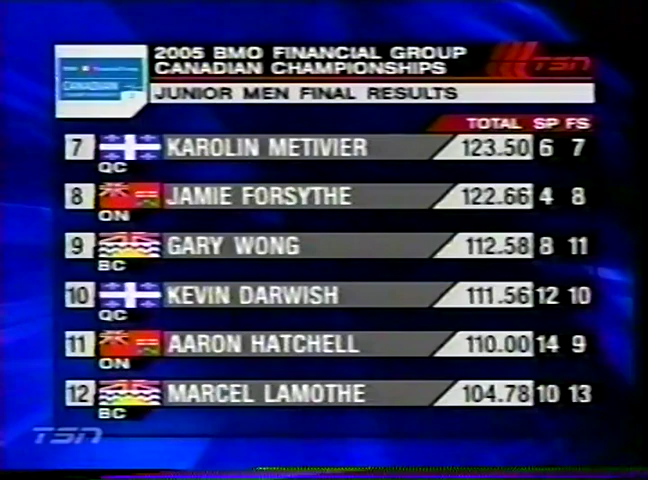 2005 BMO FINANCIAL GROUP
CANADIAN CHAMPIONSHIPS
TSN
CANADIAN
JUNIOR MEN FINAL RESULTS
TOTAL SP FS
7 QC KAROLIN METIVIER 123.50 6 7
8 ON JAMIE FORSYTHE 122.66 4 8
9 BC GARY WONG 112.58 8 11
10 QC KEVIN DARWISH 111.56 12 10
11 ON AARON HATCHELL 110.00 14 9
12 BC MARCEL LAMOTHE 104.78 10 13
TSN